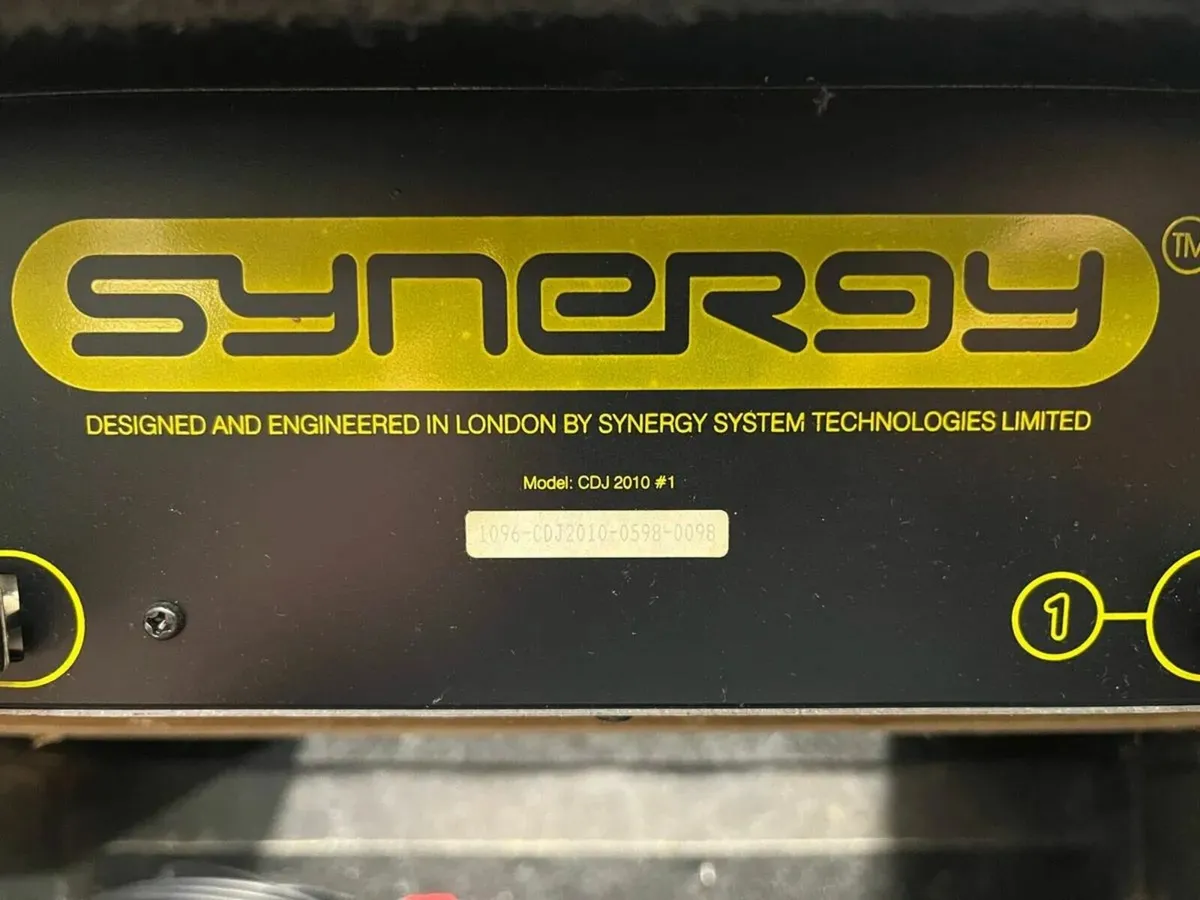 synergy
TM
DESIGNED AND ENGINEERED IN LONDON BY SYNERGY SYSTEM TECHNOLOGIES LIMITED
Model: CDJ 2010 #1
1096-CDJ2010-0598-0098
1